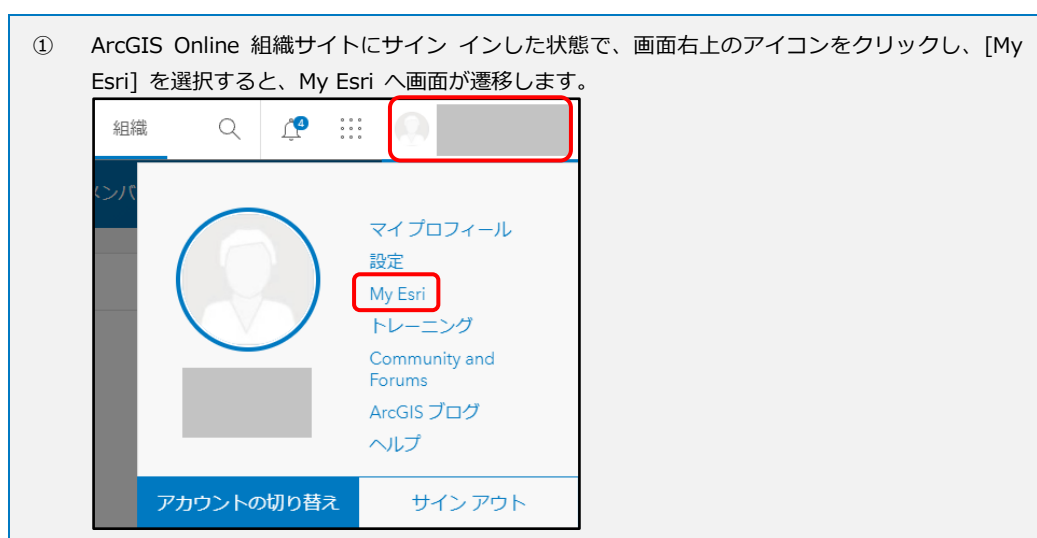 ① ArcGIS Online 組織サイトにサイン インした状態で、画面右上のアイコンをクリックし、[My
Esri] を選択すると、My Esri へ画面が遷移します。
組織 4
メンバ
マイ プロフィール
設定
My Esri
トレーニング
Community and
Forums
ArcGIS ブログ
ヘルプ
アカウントの切り替え サイン アウト